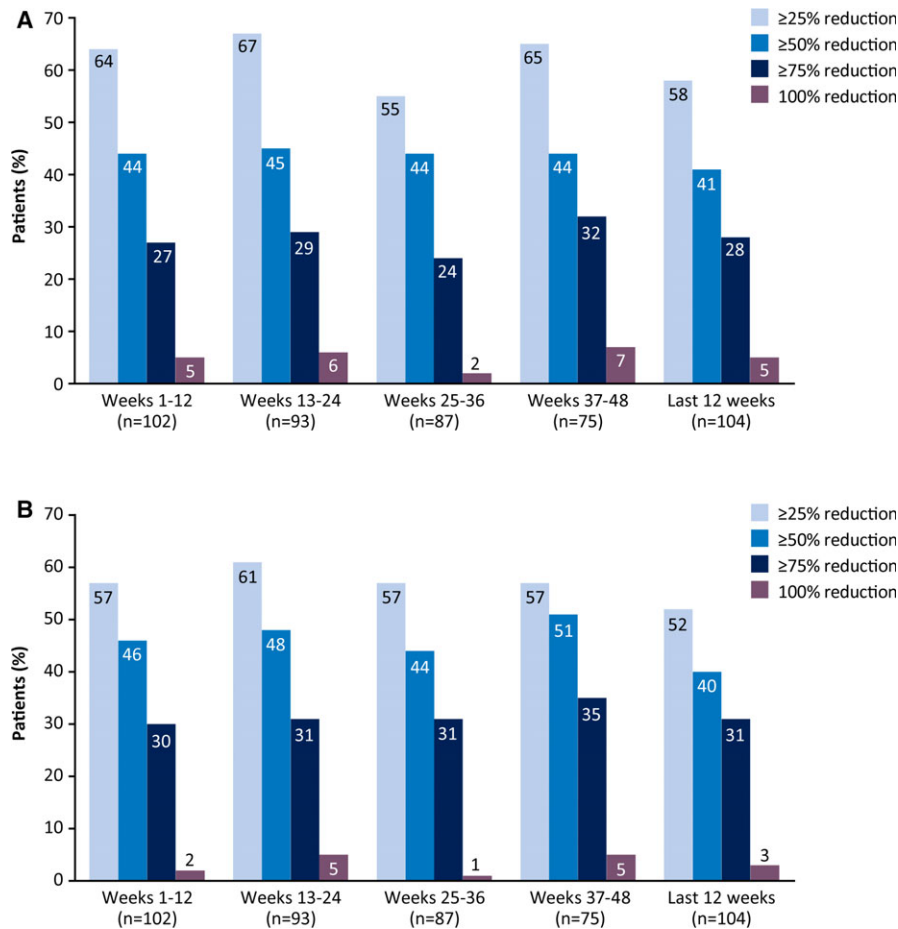 A
70
60
50
40
30
20
10
0
Patients (%)
≥25% reduction
≥50% reduction
≥75% reduction
100% reduction
64
44
27
5
67
45
29
6
55
44
24
2
65
44
32
7
58
41
28
5
Weeks 1-12
(n=102)
Weeks 13-24
(n=93)
Weeks 25-36
(n=87)
Weeks 37-48
(n=75)
Last 12 weeks
(n=104)
B
70
60
50
40
30
20
10
0
Patients (%)
≥25% reduction
≥50% reduction
≥75% reduction
100% reduction
57
46
30
2
61
48
31
5
57
44
31
1
57
51
35
5
52
40
31
3
Weeks 1-12
(n=102)
Weeks 13-24
(n=93)
Weeks 25-36
(n=87)
Weeks 37-48
(n=75)
Last 12 weeks
(n=104)